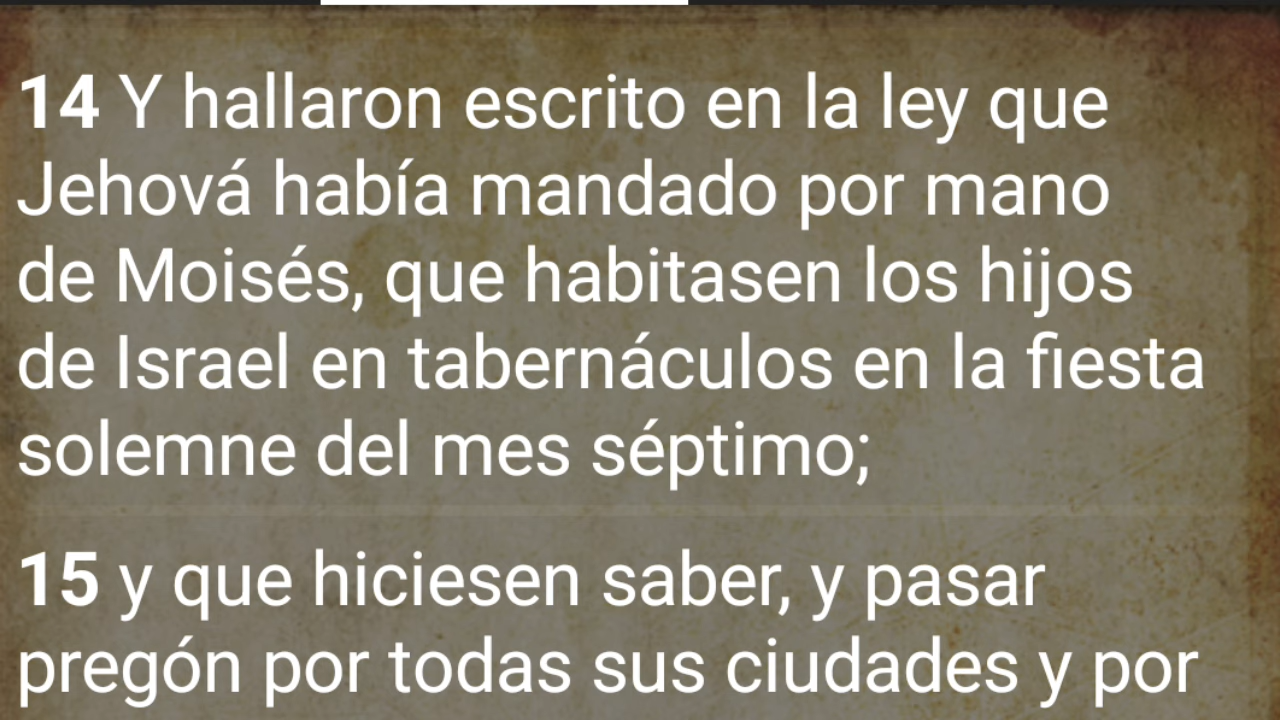 14 Y hallaron escrito en la ley que
Jehová había mandado por mano
de Moisés, que habitasen los hijos
de Israel en tabernáculos en la fiesta
solemne del mes séptimo;
15 y que hiciesen saber, y pasar
pregón por todas sus ciudades y por